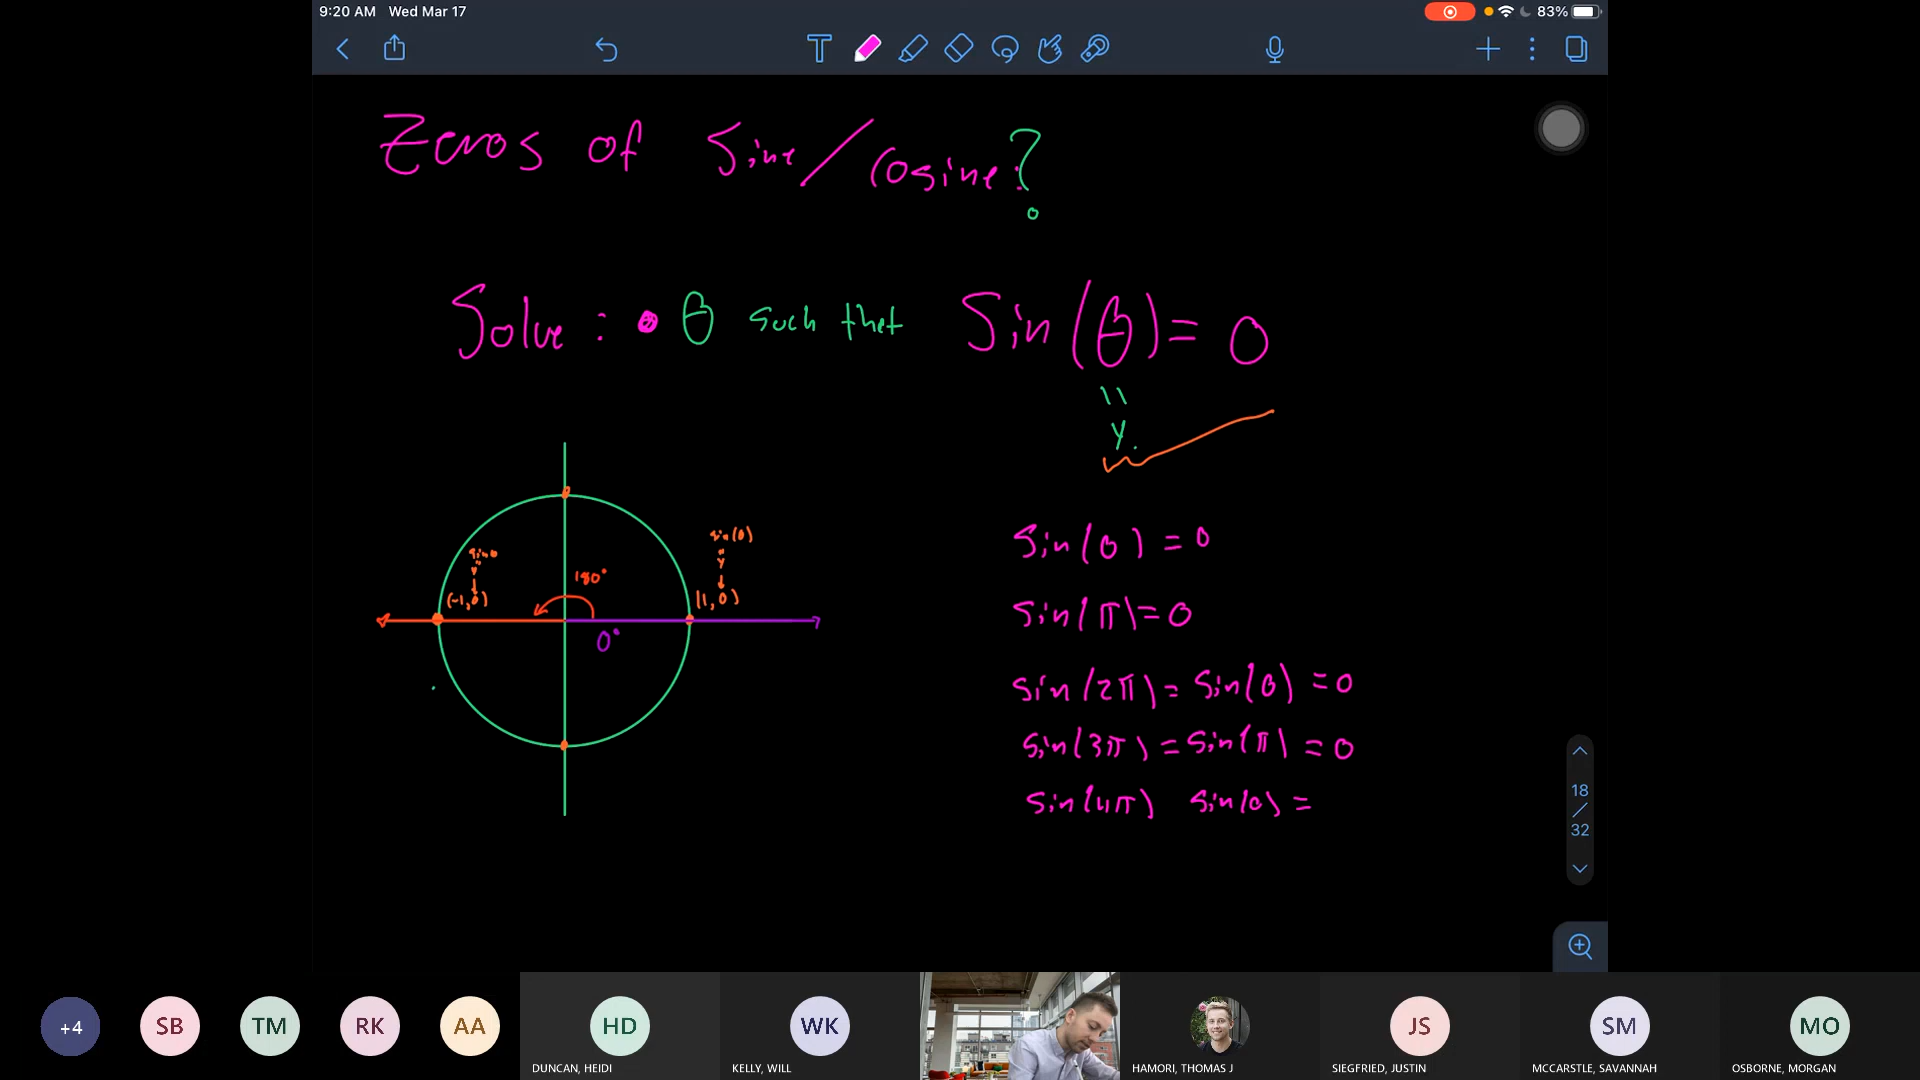 9:20 AM Wed Mar 17
83%
Zeros of Sine/Cosine?
Solve: θ such that Sin(θ) = 0
y.
sin(0)
sin
180°
(-1,0)
(1,0)
0°
Sin(0) = 0
Sin(π) = 0
sin(2π) = Sin(0) = 0
Sin(3π) = Sin(π) = 0
Sin(4π) Sin(0) =
18
/
32
+4
SB
TM
RK
AA
HD
WK
JS
SM
MO
DUNCAN, HEIDI
KELLY, WILL
HAMORI, THOMAS J
SIEGFRIED, JUSTIN
MCCARSTLE, SAVANNAH
OSBORNE, MORGAN